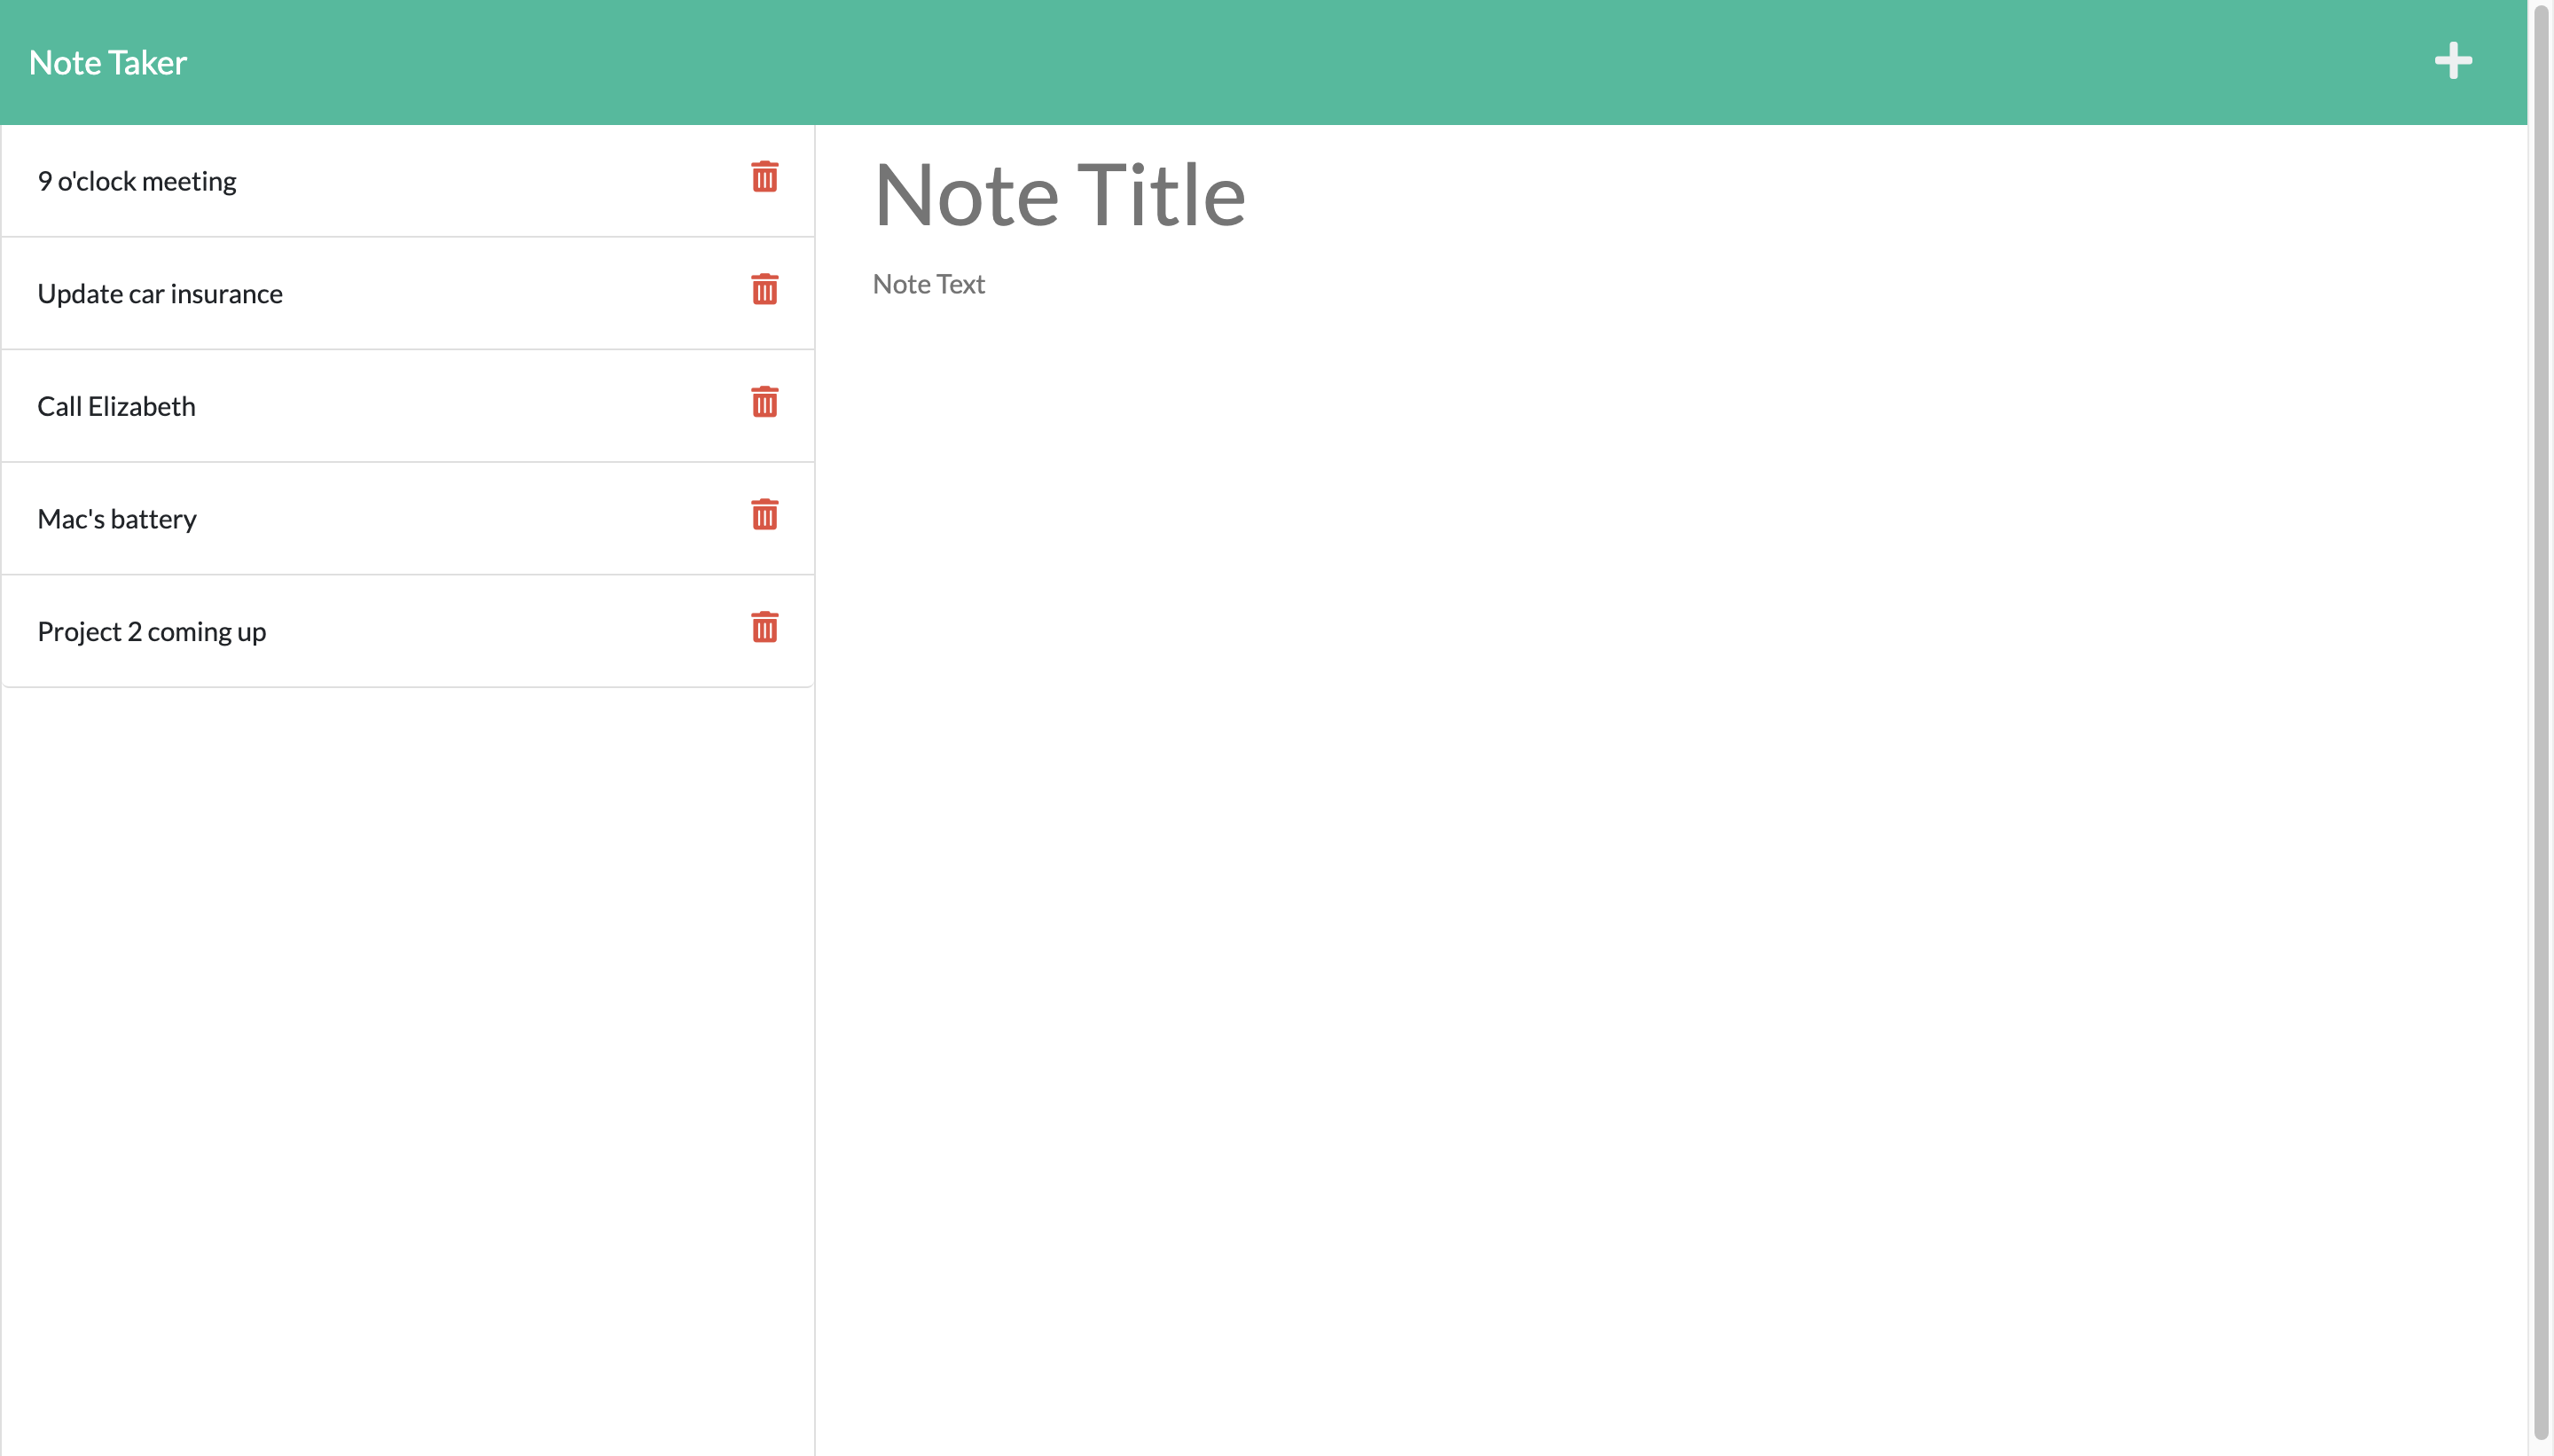 Note Taker
9 o'clock meeting
Update car insurance
Call Elizabeth
Mac's battery
Project 2 coming up
Note Title
Note Text